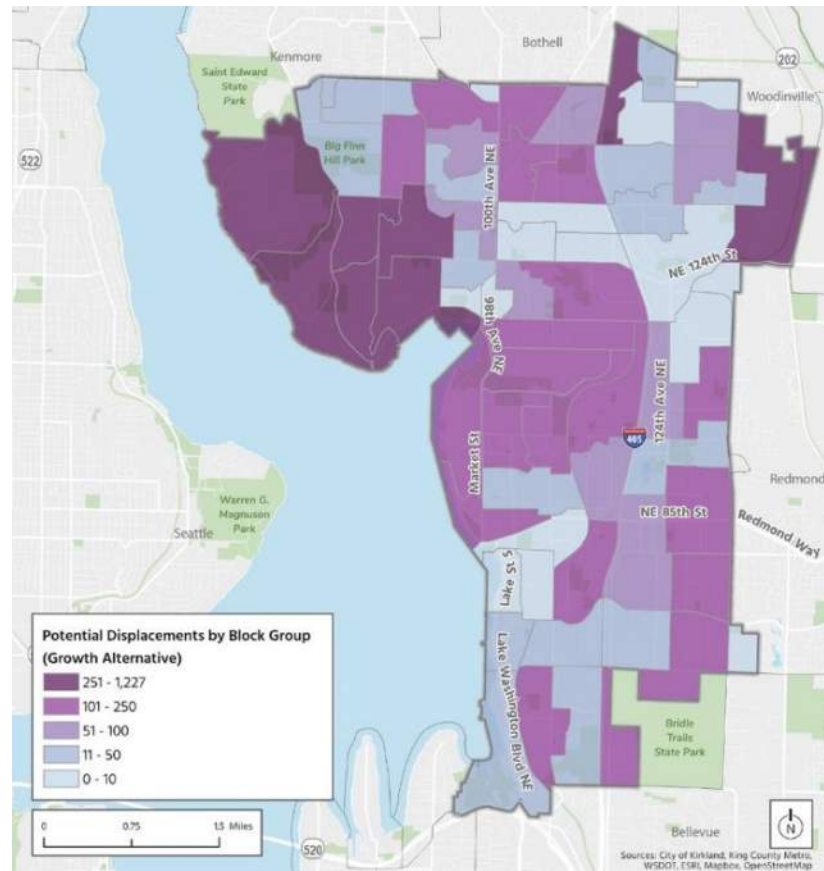 Kenmore
Bothell
Saint Edward
State
Park
202
Woodinville
522
Big Finn
Hill Park
100th Ave NE
NE 124th St
98th Ave NE
124th Ave NE
405
Market St
Redmond
Warren G.
Magnuson
Park
Seattle
NE 85th St
Redmond Way
Lake St S
Potential Displacements by Block Group
(Growth Alternative)
251 - 1,227
101 - 250
51 - 100
11 - 50
0 - 10
Lake Washington Blvd NE
Bridle
Trails
State Park
0 0.75 1.5 Miles
520
Bellevue
N
Sources: City of Kirkland, King County Metro,
WSDOT, ESRI, Mapbox, OpenStreetMap